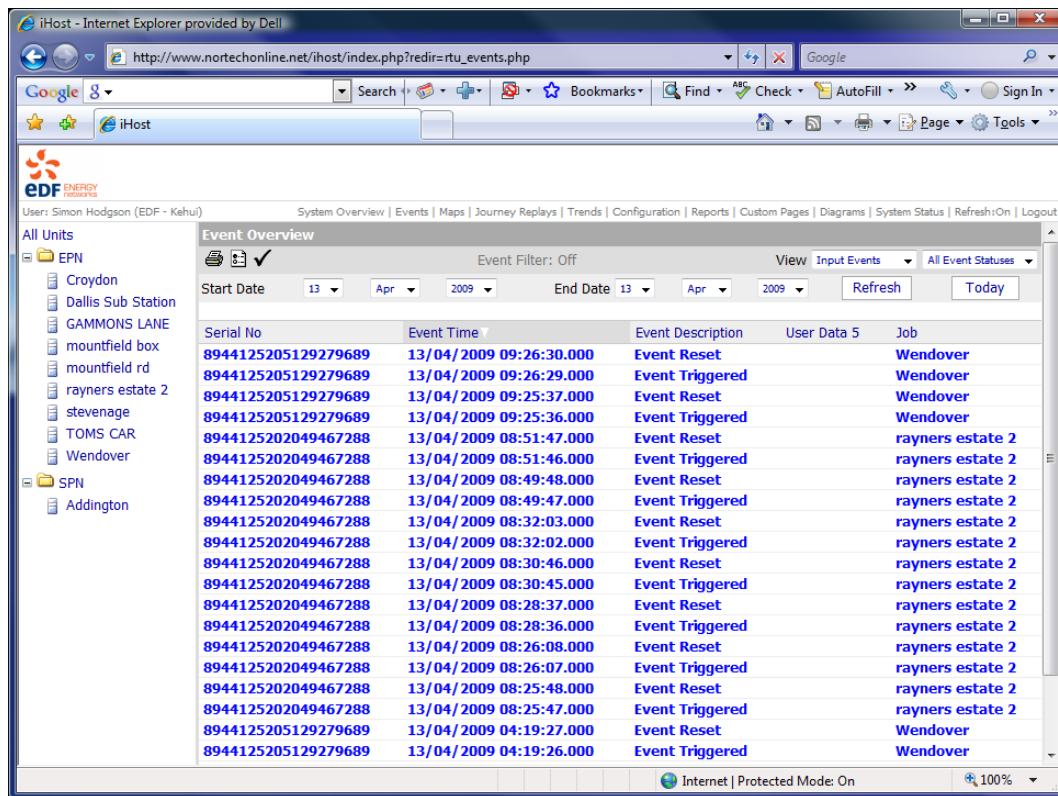 iHost - Internet Explorer provided by Dell
http://www.nortechonline.net/ihost/index.php?redir=rtu_events.php
Google
Google
Search
Bookmarks
Find
ABC
Check
AutoFill
Sign In
iHost
Page
Tools
eDF ENERGY networks
User: Simon Hodgson (EDF - Kehui)
System Overview | Events | Maps | Journey Replays | Trends | Configuration | Reports | Custom Pages | Diagrams | System Status | Refresh:On | Logout
All Units
EPN
Croydon
Dallis Sub Station
GAMMONS LANE
mountfield box
mountfield rd
rayners estate 2
stevenage
TOMS CAR
Wendover
SPN
Addington
Event Overview
Event Filter: Off View Input Events All Event Statuses
Start Date 13 Apr 2009 End Date 13 Apr 2009 Refresh Today
Serial No Event Time Event Description User Data 5 Job
8944125205129279689 13/04/2009 09:26:30.000 Event Reset Wendover
8944125205129279689 13/04/2009 09:26:29.000 Event Triggered Wendover
8944125205129279689 13/04/2009 09:25:37.000 Event Reset Wendover
8944125205129279689 13/04/2009 09:25:36.000 Event Triggered Wendover
8944125202049467288 13/04/2009 08:51:47.000 Event Reset rayners estate 2
8944125202049467288 13/04/2009 08:51:46.000 Event Triggered rayners estate 2
8944125202049467288 13/04/2009 08:49:48.000 Event Reset rayners estate 2
8944125202049467288 13/04/2009 08:49:47.000 Event Triggered rayners estate 2
8944125202049467288 13/04/2009 08:32:03.000 Event Reset rayners estate 2
8944125202049467288 13/04/2009 08:32:02.000 Event Triggered rayners estate 2
8944125202049467288 13/04/2009 08:30:46.000 Event Reset rayners estate 2
8944125202049467288 13/04/2009 08:30:45.000 Event Triggered rayners estate 2
8944125202049467288 13/04/2009 08:28:37.000 Event Reset rayners estate 2
8944125202049467288 13/04/2009 08:28:36.000 Event Triggered rayners estate 2
8944125202049467288 13/04/2009 08:26:08.000 Event Reset rayners estate 2
8944125202049467288 13/04/2009 08:26:07.000 Event Triggered rayners estate 2
8944125202049467288 13/04/2009 08:25:48.000 Event Reset rayners estate 2
8944125202049467288 13/04/2009 08:25:47.000 Event Triggered rayners estate 2
8944125205129279689 13/04/2009 04:19:27.000 Event Reset Wendover
8944125205129279689 13/04/2009 04:19:26.000 Event Triggered Wendover
Internet | Protected Mode: On 100%